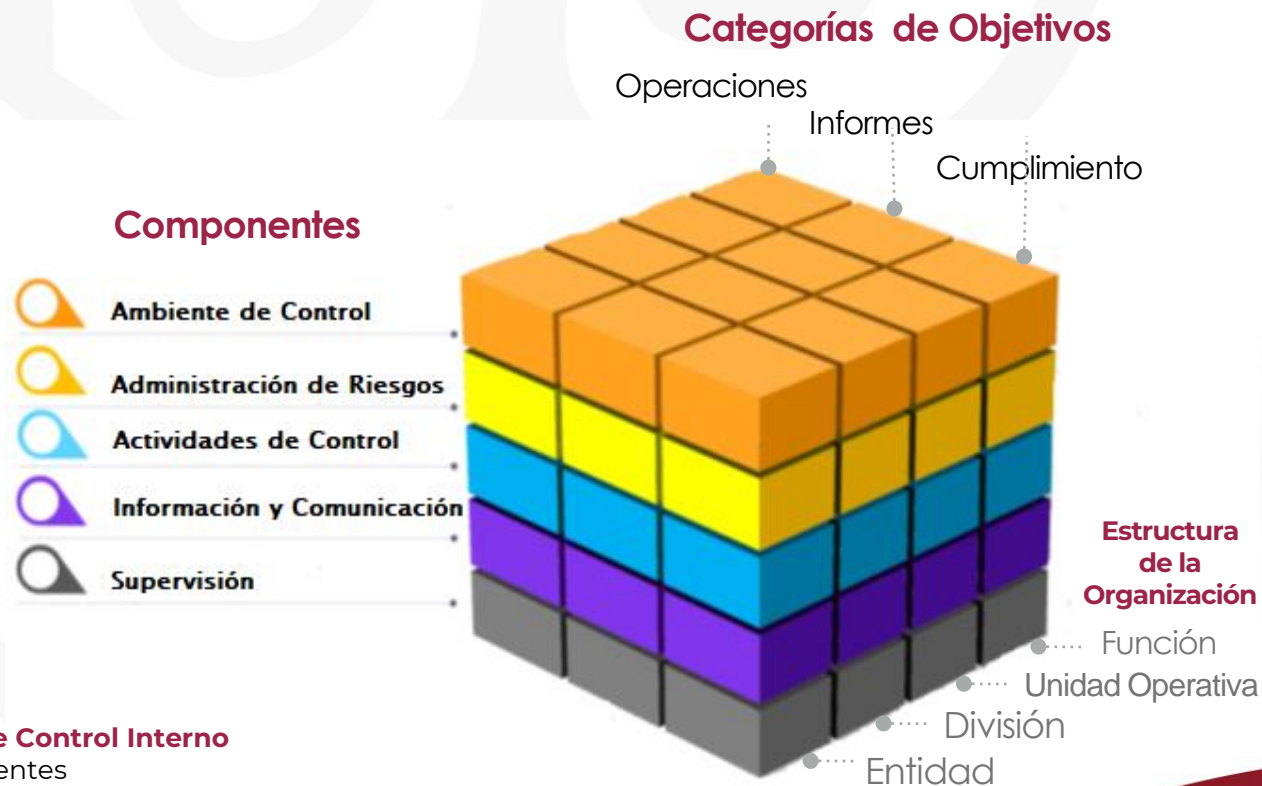 Categorías de Objetivos
Operaciones
Informes
Cumplimiento
Componentes
Ambiente de Control
Administración de Riesgos
Actividades de Control
Información y Comunicación
Supervisión
Estructura
de la
Organización
Función
Unidad Operativa
División
Entidad
Control Interno